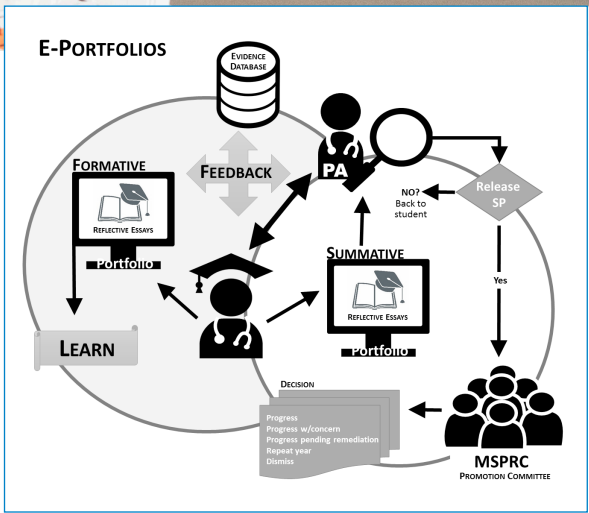 E-PORTFOLIOS
EVIDENCE
DATABASE
FORMATIVE
REFLECTIVE ESSAYS
Portfolio
FEEDBACK
PA
NO?
Back to
student
Release
SP
SUMMATIVE
REFLECTIVE ESSAYS
Portfolio
Yes
LEARN
DECISION
Progress
Progress w/concern
Progress pending remediation
Repeat year
Dismiss
MSPRC
PROMOTION COMMITTEE